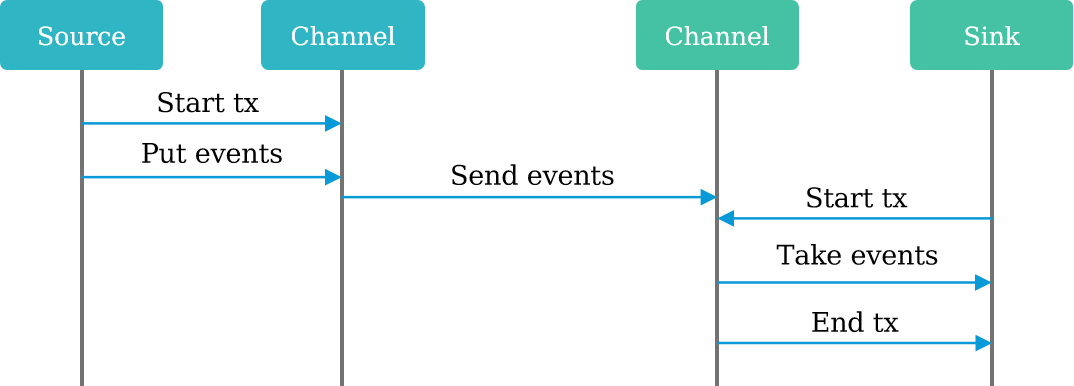 Source
Channel
Channel
Sink
Start tx
Put events
Send events
Start tx
Take events
End tx